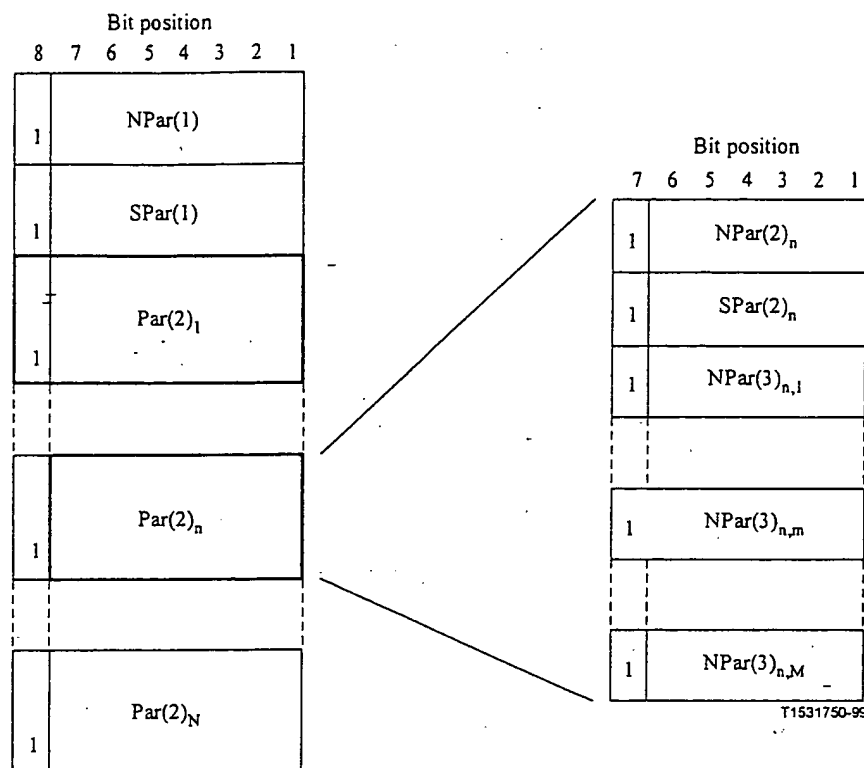 Bit position
8 7 6 5 4 3 2 1
1 NPar(1)
1 SPar(1)
1 Par(2)₁
1 Par(2)ₙ
1 Par(2)_N
Bit position
7 6 5 4 3 2 1
1 NPar(2)ₙ
1 SPar(2)ₙ
1 NPar(3)ₙ,₁
1 NPar(3)ₙ,ₘ
1 NPar(3)ₙ,_M
T1531750-99